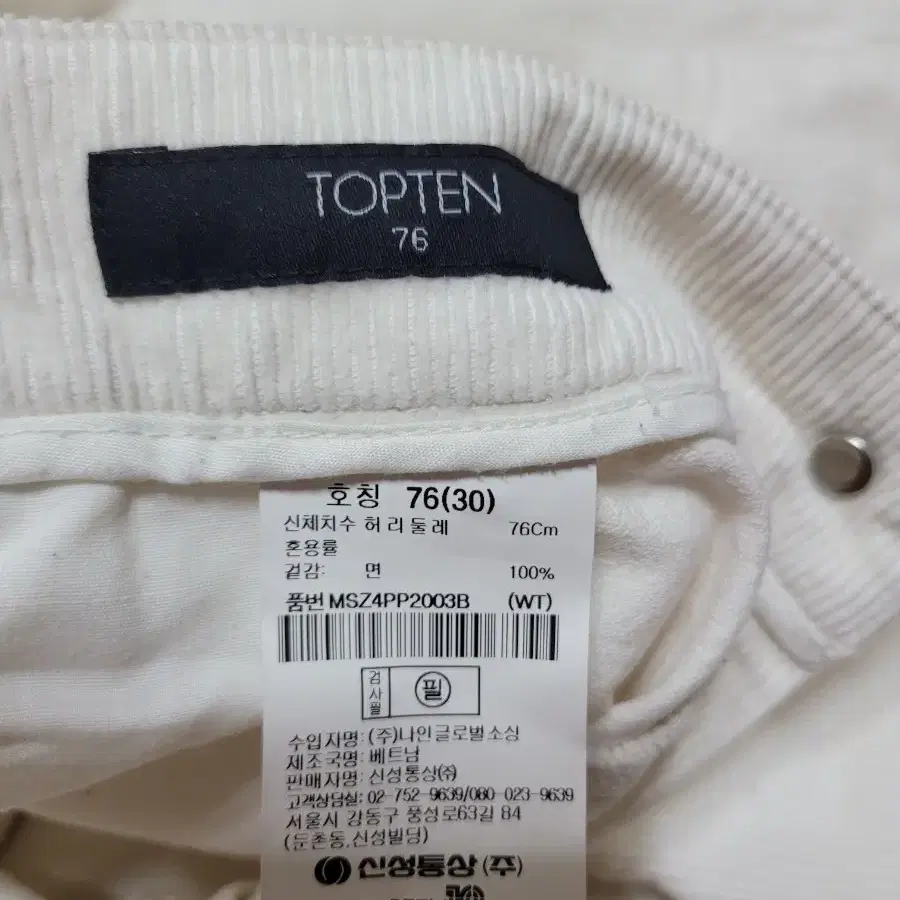 TOPTEN
76
호칭 76(30)
신체치수 허리둘레 76Cm
혼용률
겉감: 면 100%
품번 MSZ4PP2003B (WT)
검사필 필
수입자명: (주)나인글로벌소싱
제조국명: 베트남
판매자명: 신성통상㈜
고객상담실: 02-752-9639/080-023-9639
서울시 강동구 풍성로63길 84
(둔촌동,신성빌딩)
신성통상 (주)